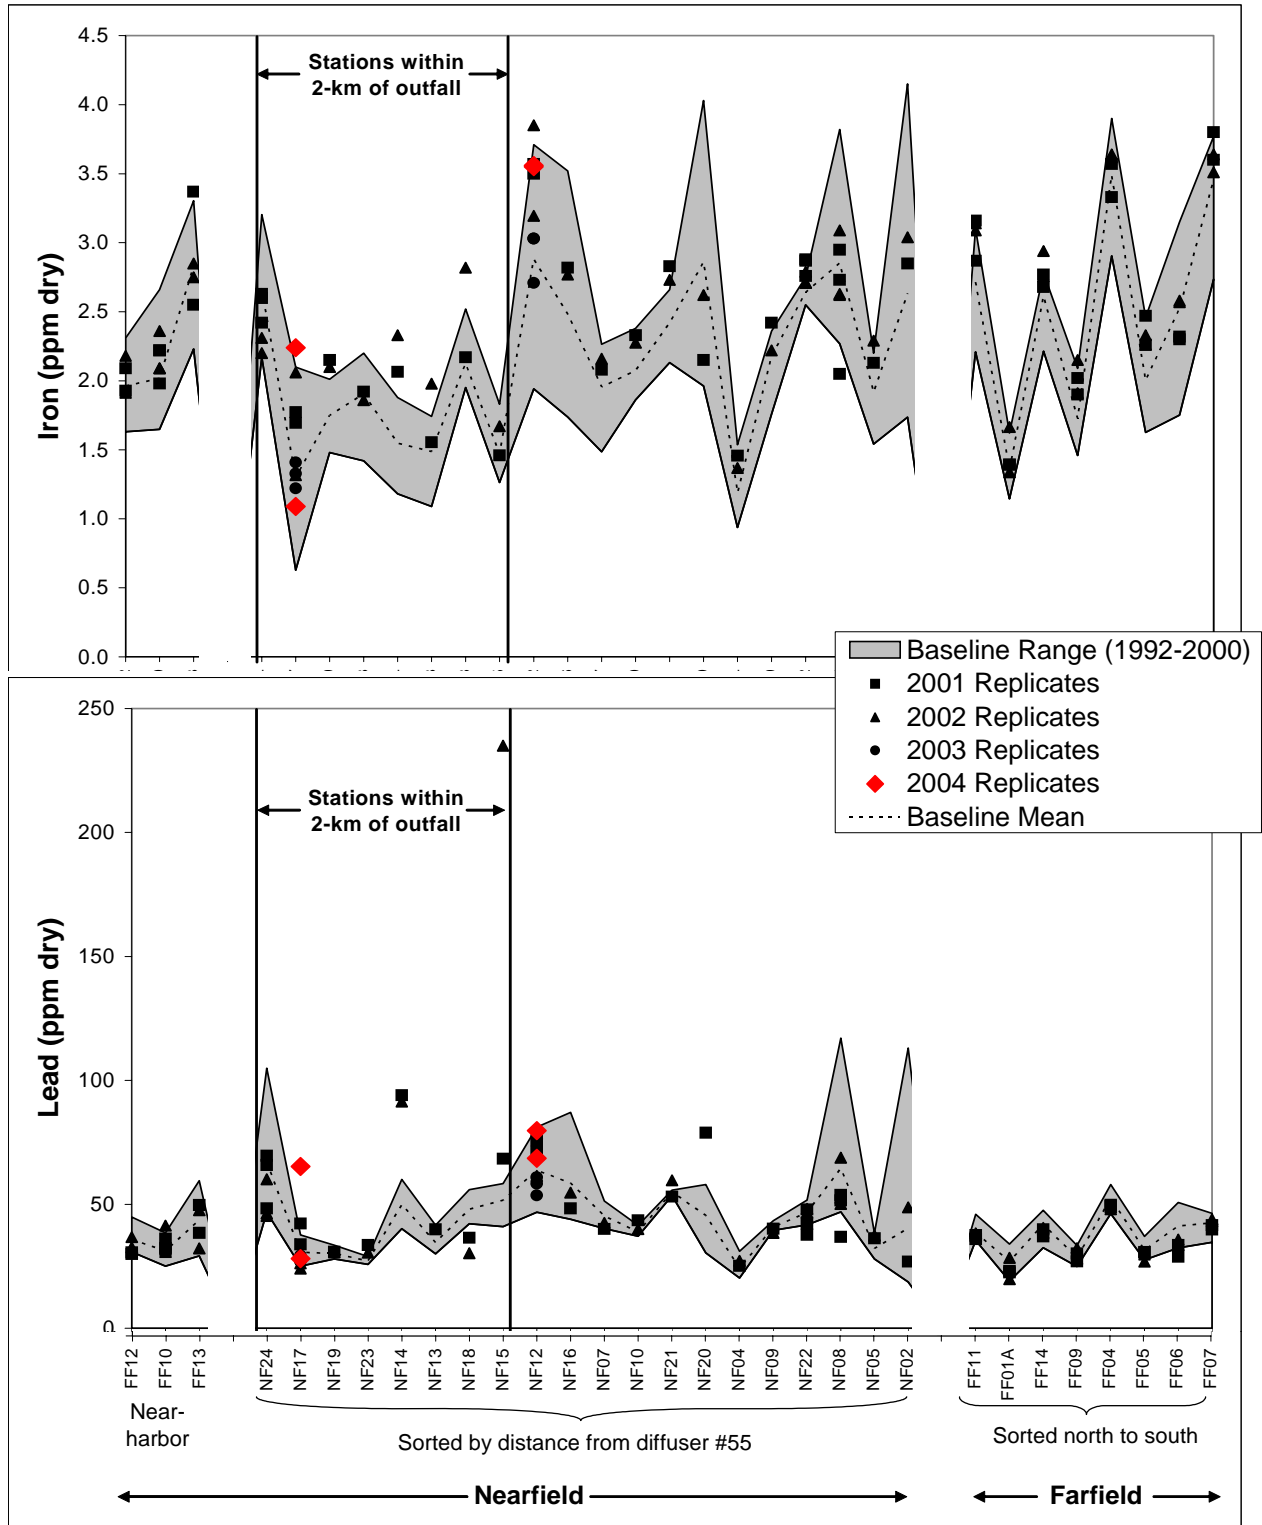 4.5
4.0
3.5
3.0
2.5
2.0
1.5
1.0
0.5
0.0
Iron (ppm dry)
Stations within
2-km of outfall
Baseline Range (1992-2000)
2001 Replicates
2002 Replicates
2003 Replicates
2004 Replicates
Baseline Mean
250
200
150
100
50
0
Lead (ppm dry)
Stations within
2-km of outfall
FF12
FF10
FF13
NF24
NF17
NF19
NF23
NF14
NF13
NF18
NF15
NF12
NF16
NF07
NF10
NF21
NF20
NF04
NF09
NF22
NF08
NF05
NF02
FF11
FF01A
FF14
FF09
FF04
FF05
FF06
FF07
Near-
harbor
Sorted by distance from diffuser #55
Sorted north to south
Nearfield
Farfield